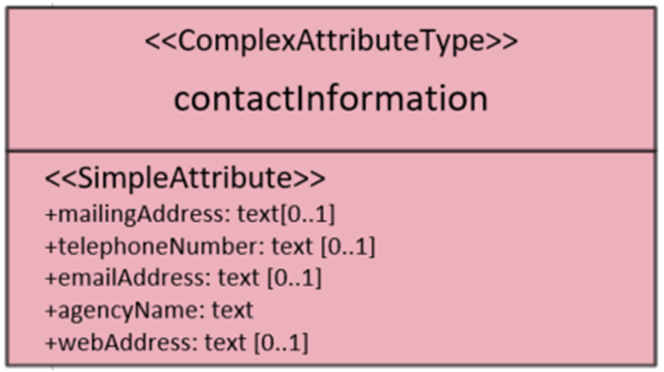 <<ComplexAttributeType>>
contactInformation
<<SimpleAttribute>>
+mailingAddress: text[0..1]
+telephoneNumber: text [0..1]
+emailAddress: text [0..1]
+agencyName: text
+webAddress: text [0..1]